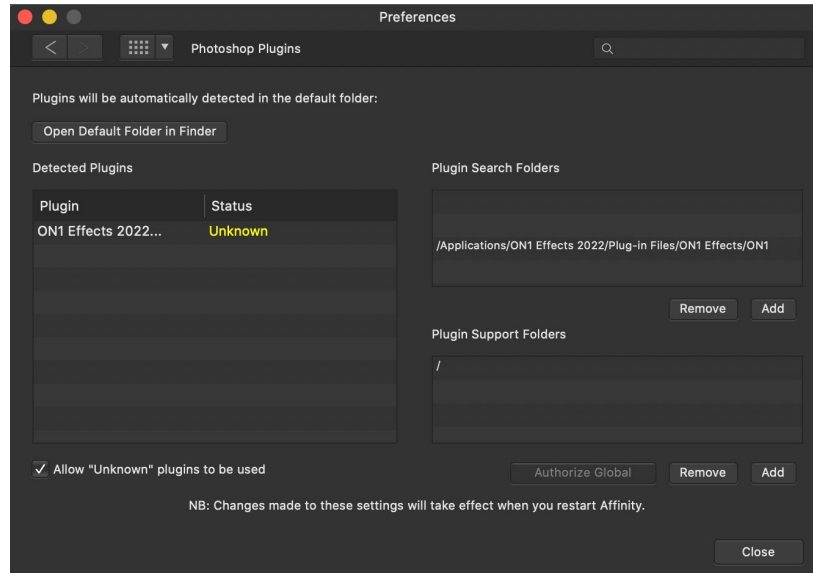 Preferences
Photoshop Plugins
Plugins will be automatically detected in the default folder:
Open Default Folder in Finder
Detected Plugins
Plugin Status
ON1 Effects 2022... Unknown
Plugin Search Folders
/Applications/ON1 Effects 2022/Plug-in Files/ON1 Effects/ON1
Remove Add
Plugin Support Folders
/
Allow "Unknown" plugins to be used
Authorize Global Remove Add
NB: Changes made to these settings will take effect when you restart Affinity.
Close